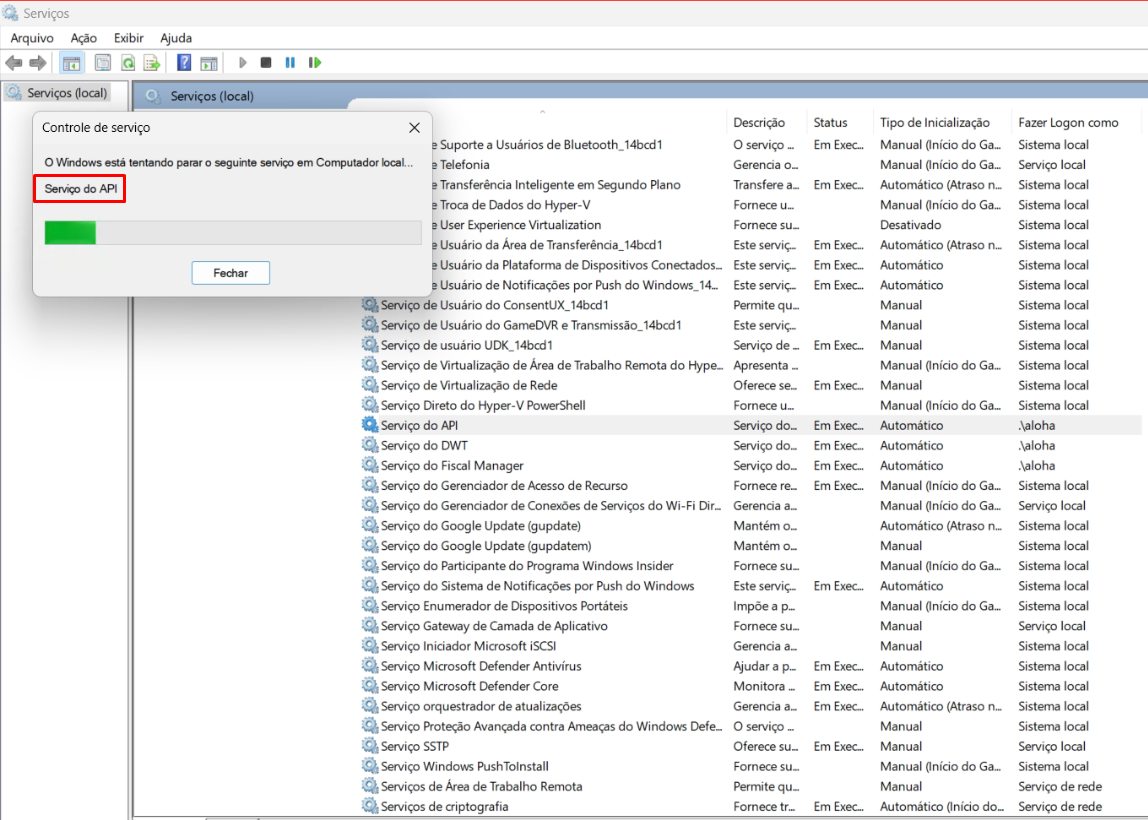 Serviços
Arquivo Ação Exibir Ajuda
Serviços (local)
Serviços (local)
Controle de serviço
O Windows está tentando parar o seguinte serviço em Computador local...
Serviço do API
Fechar
Descrição Status Tipo de Inicialização Fazer Logon como
e Suporte a Usuários de Bluetooth_14bcd1 O serviço ... Em Exec... Manual (Início do Ga... Sistema local
e Telefonia Gerencia o... Manual Serviço local
e Transferência Inteligente em Segundo Plano Transfere a... Em Exec... Automático (Atraso n... Sistema local
e Troca de Dados do Hyper-V Fornece u... Manual (Início do Ga... Sistema local
e User Experience Virtualization Fornece su... Desativado Sistema local
e Usuário da Área de Transferência_14bcd1 Este serviç... Em Exec... Automático (Atraso n... Sistema local
e Usuário da Plataforma de Dispositivos Conectados... Este serviç... Em Exec... Automático Sistema local
e Usuário de Notificações por Push do Windows_14... Este serviç... Em Exec... Automático Sistema local
Serviço de Usuário do ConsentUX_14bcd1 Permite qu... Manual Sistema local
Serviço de Usuário do GameDVR e Transmissão_14bcd1 Este serviç... Manual Sistema local
Serviço de usuário UDK_14bcd1 Serviço de ... Em Exec... Manual Sistema local
Serviço de Virtualização de Área de Trabalho Remota do Hype... Apresenta ... Manual (Início do Ga... Sistema local
Serviço de Virtualização de Rede Oferece se... Em Exec... Manual Sistema local
Serviço Direto do Hyper-V PowerShell Fornece u... Manual (Início do Ga... Sistema local
Serviço do API Serviço do... Em Exec... Automático .\aloha
Serviço do DWT Serviço do... Em Exec... Automático .\aloha
Serviço do Fiscal Manager Serviço do... Em Exec... Automático .\aloha
Serviço do Gerenciador de Acesso de Recurso Fornece re... Em Exec... Manual (Início do Ga... Sistema local
Serviço do Gerenciador de Conexões de Serviços do Wi-Fi Dir... Gerencia a... Manual (Início do Ga... Serviço local
Serviço do Google Update (gupdate) Mantém o... Automático (Atraso n... Sistema local
Serviço do Google Update (gupdatem) Mantém o... Manual Sistema local
Serviço do Participante do Programa Windows Insider Fornece su... Manual (Início do Ga... Sistema local
Serviço do Sistema de Notificações por Push do Windows Este serviç... Em Exec... Automático Sistema local
Serviço Enumerador de Dispositivos Portáteis Impõe a p... Manual (Início do Ga... Sistema local
Serviço Gateway de Camada de Aplicativo Fornece su... Manual Serviço local
Serviço Iniciador Microsoft iSCSI Gerencia a... Manual Sistema local
Serviço Microsoft Defender Antivírus Ajudar a p... Em Exec... Automático Sistema local
Serviço Microsoft Defender Core Monitora ... Em Exec... Automático Sistema local
Serviço orquestrador de atualizações Gerencia a... Em Exec... Automático (Atraso n... Sistema local
Serviço Proteção Avançada contra Ameaças do Windows Defe... O serviço ... Manual Sistema local
Serviço SSTP Oferece su... Em Exec... Manual Serviço local
Serviço Windows PushToInstall Fornece su... Manual (Início do Ga... Sistema local
Serviços de Área de Trabalho Remota Permite qu... Manual Serviço de rede
Serviços de criptografia Fornece tr... Em Exec... Automático (Início do... Serviço de rede